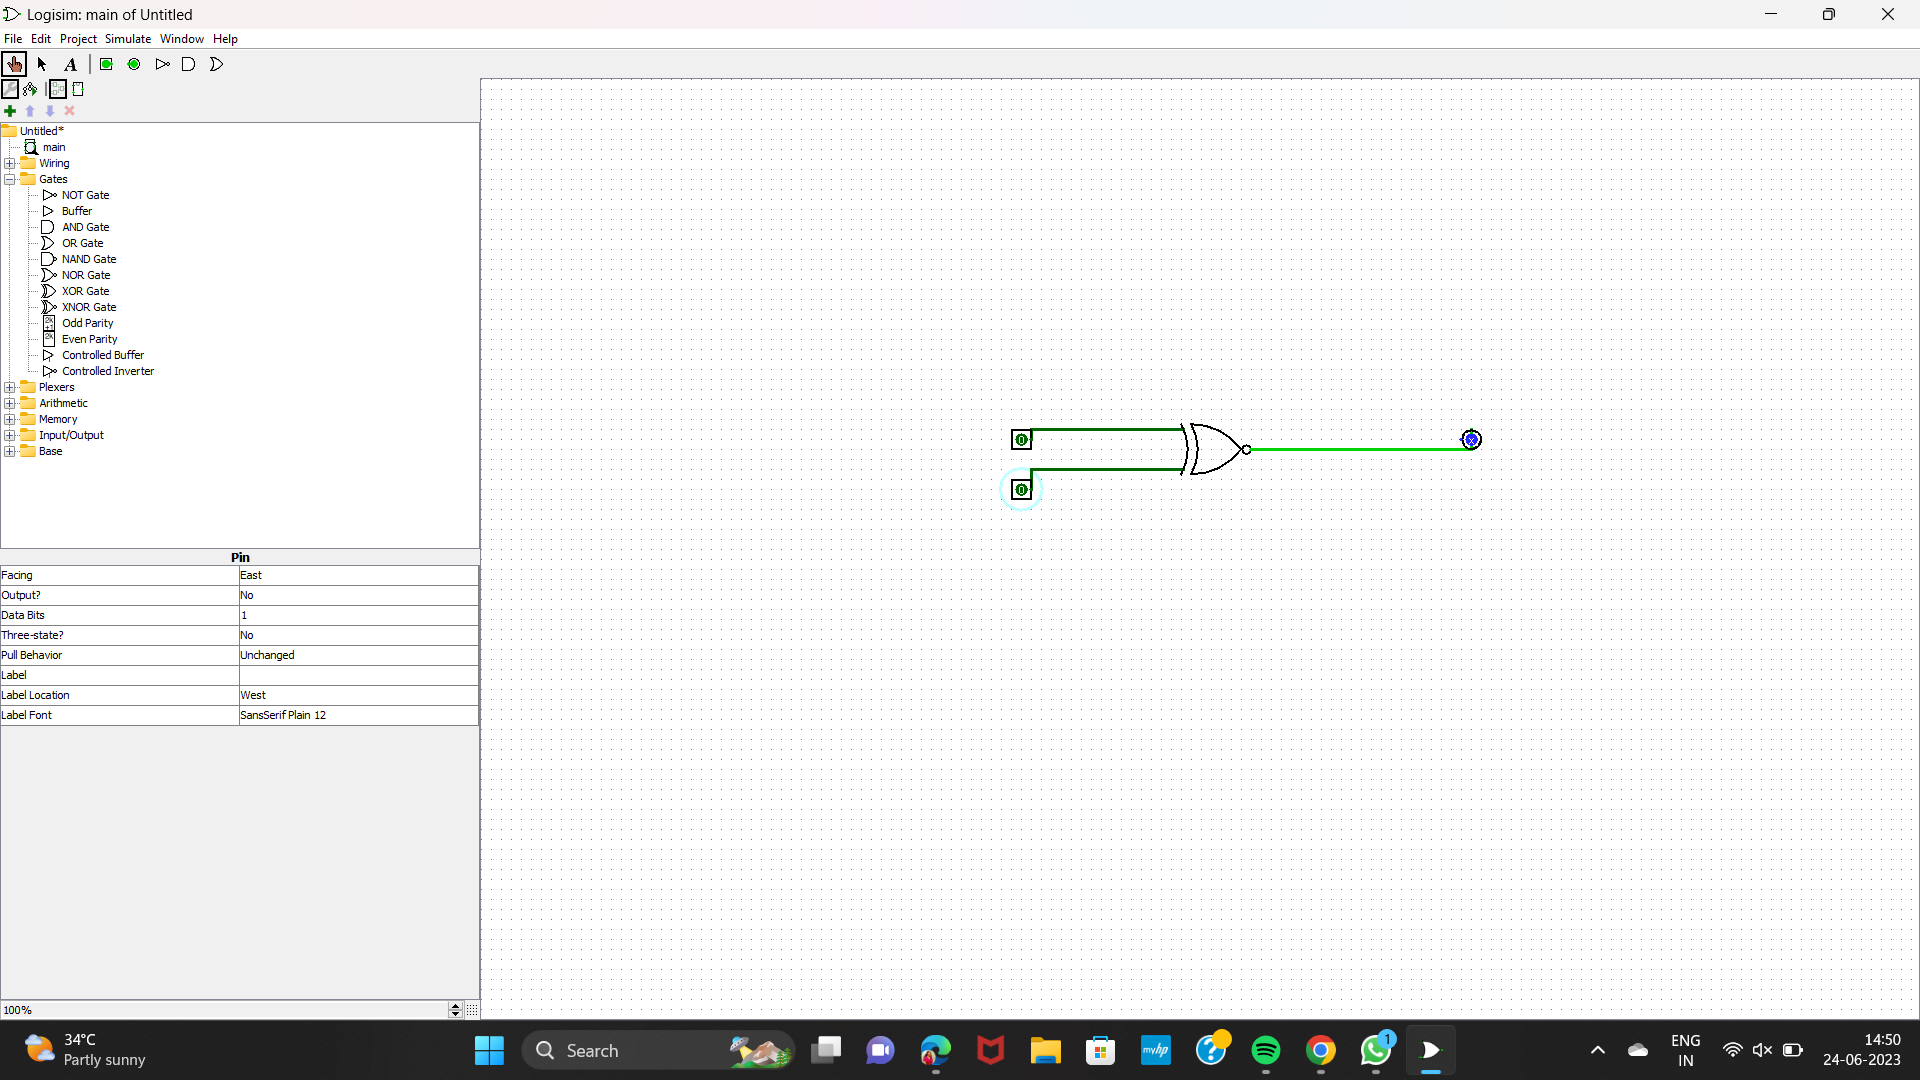 Logisim: main of Untitled
File Edit Project Simulate Window Help
A
Untitled*
main
Wiring
Gates
NOT Gate
Buffer
AND Gate
OR Gate
NAND Gate
NOR Gate
XOR Gate
XNOR Gate
Odd Parity
Even Parity
Controlled Buffer
Controlled Inverter
Plexers
Arithmetic
Memory
Input/Output
Base
0
x
0
Pin
Facing East
Output? No
Data Bits 1
Three-state? No
Pull Behavior Unchanged
Label
Label Location West
Label Font SansSerif Plain 12
100%
34°C
Partly sunny
Search
myhp
1
ENG
IN
14:50
24-06-2023